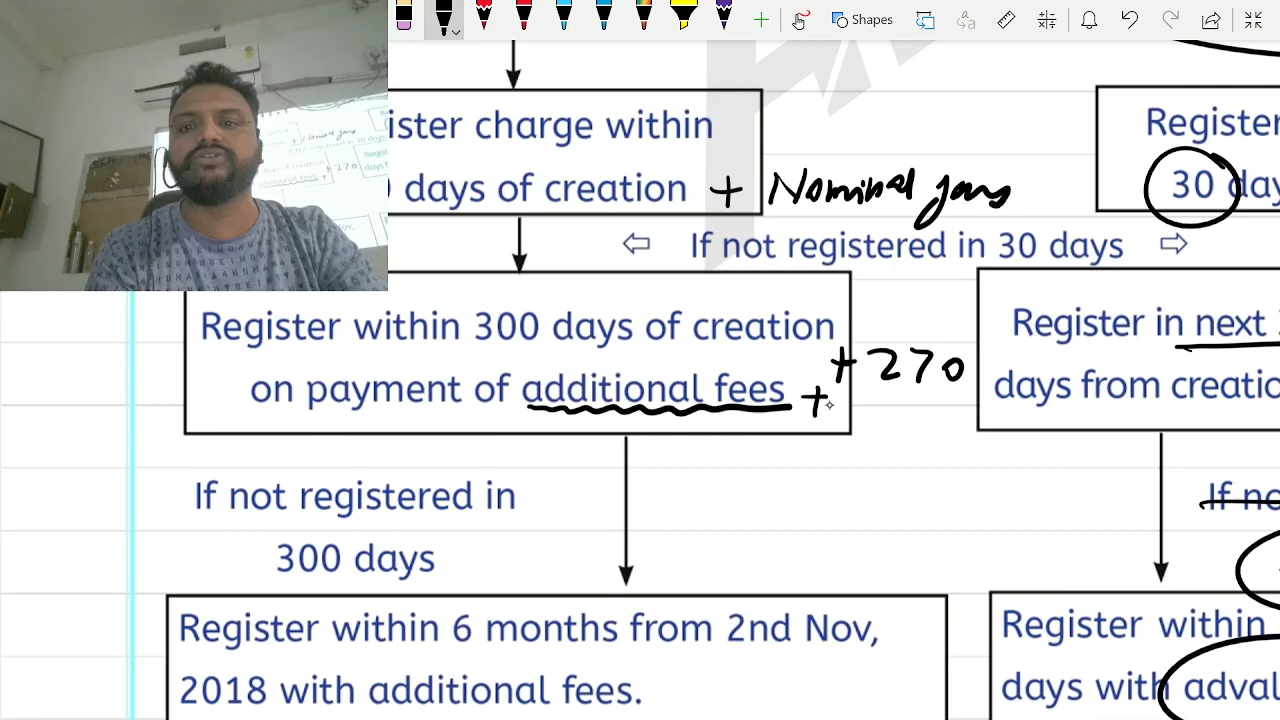 Shapes
ister charge within
days of creation + Nominal
Register
30 day
If not registered in 30 days
Register within 300 days of creation
on payment of additional fees +
+270
Register in next
days from creatio
If not registered in
300 days
If no
Register within 6 months from 2nd Nov,
2018 with additional fees.
Register within
days with adval